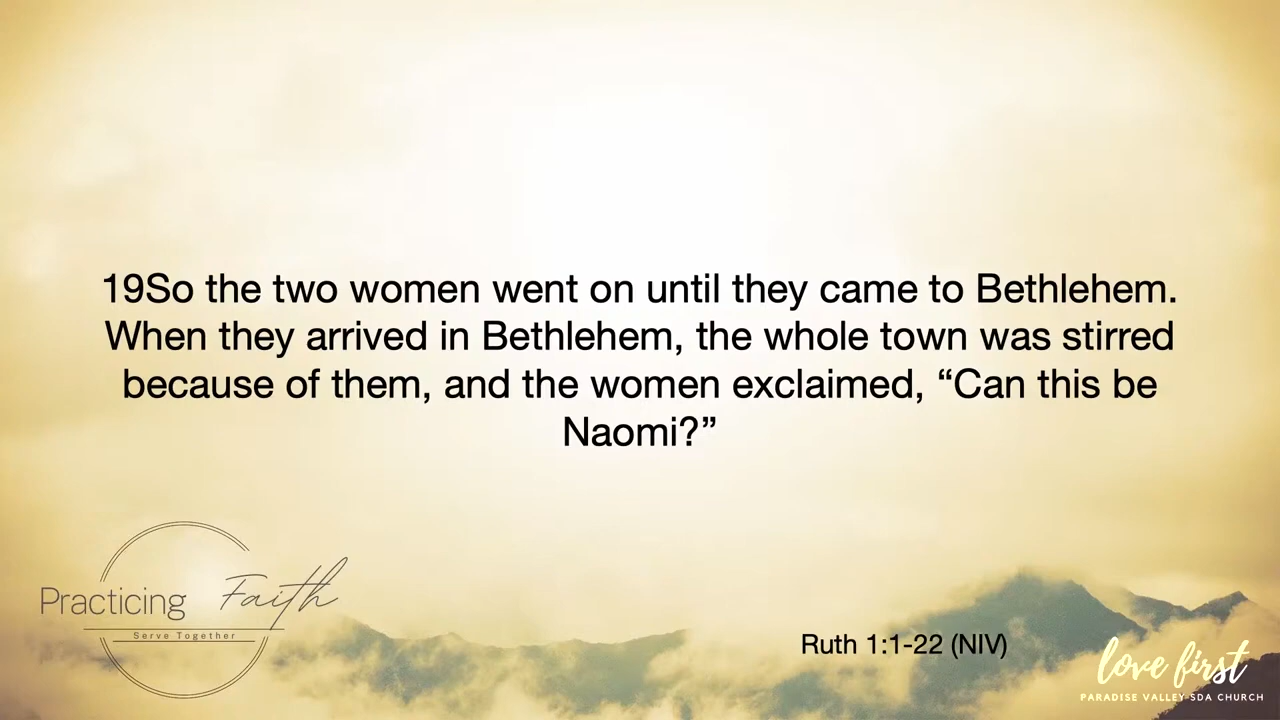 19So the two women went on until they came to Bethlehem.
When they arrived in Bethlehem, the whole town was stirred
because of them, and the women exclaimed, “Can this be
Naomi?”
Practicing Faith
Serve Together
Ruth 1:1-22 (NIV)
love first
PARADISE VALLEY SDA CHURCH